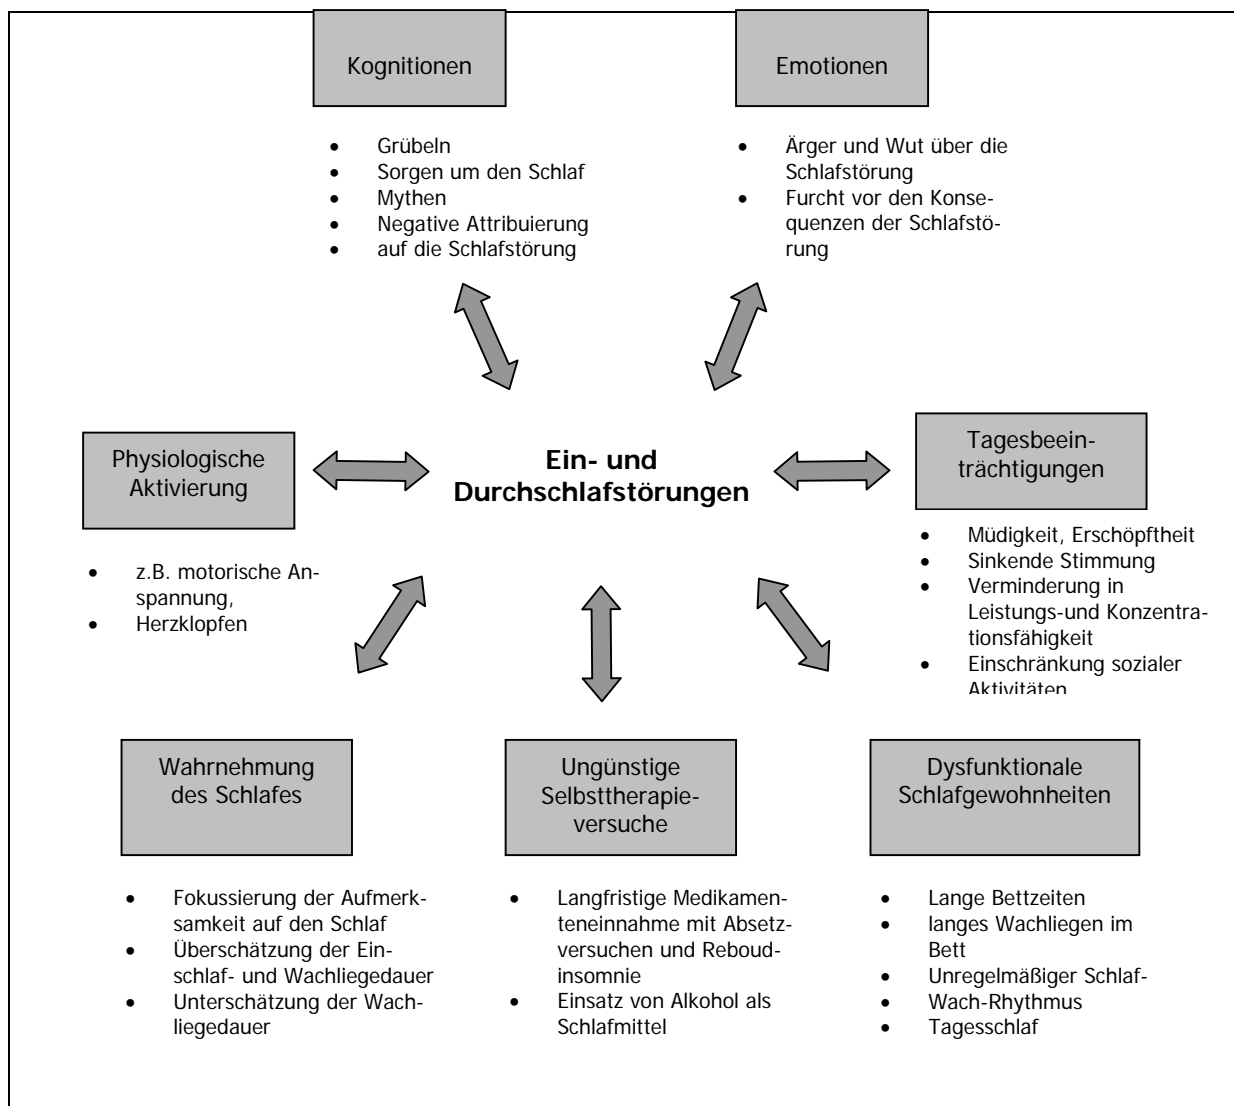 Kognitionen
Emotionen
• Grübeln
• Sorgen um den Schlaf
• Mythen
• Negative Attribuierung
• auf die Schlafstörung
• Ärger und Wut über die
Schlafstörung
• Furcht vor den Konse-
quenzen der Schlafstö-
rung
Physiologische
Aktivierung
• z.B. motorische An-
spannung,
• Herzklopfen
Ein- und
Durchschlafstörungen
Tagesbeein-
trächtigungen
• Müdigkeit, Erschöpftheit
• Sinkende Stimmung
• Verminderung in
Leistungs-und Konzentra-
tionsfähigkeit
• Einschränkung sozialer
Aktivitäten
Wahrnehmung
des Schlafes
• Fokussierung der Aufmerk-
samkeit auf den Schlaf
• Überschätzung der Ein-
schlaf- und Wachliegedauer
• Unterschätzung der Wach-
liegedauer
Ungünstige
Selbsttherapie-
versuche
• Langfristige Medikamen-
teneinnahme mit Absetz-
versuchen und Reboud-
insomnie
• Einsatz von Alkohol als
Schlafmittel
Dysfunktionale
Schlafgewohnheiten
• Lange Bettzeiten
• langes Wachliegen im
Bett
• Unregelmäßiger Schlaf-
• Wach-Rhythmus
• Tagesschlaf